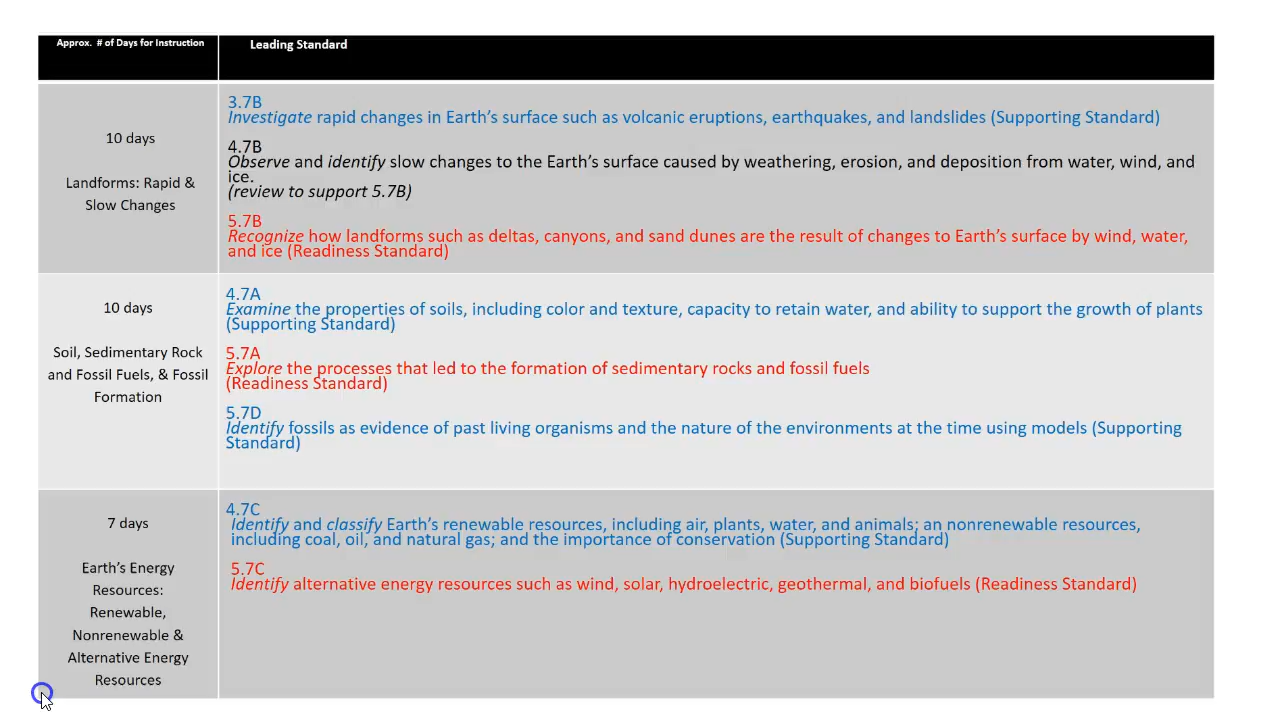 Approx. # of Days for Instruction
Leading Standard
10 days
Landforms: Rapid &
Slow Changes
3.7B
Investigate rapid changes in Earth's surface such as volcanic eruptions, earthquakes, and landslides (Supporting Standard)
4.7B
Observe and identify slow changes to the Earth's surface caused by weathering, erosion, and deposition from water, wind, and
ice.
(review to support 5.7B)
5.7B
Recognize how landforms such as deltas, canyons, and sand dunes are the result of changes to Earth's surface by wind, water,
and ice (Readiness Standard)
10 days
Soil, Sedimentary Rock
and Fossil Fuels, & Fossil
Formation
4.7A
Examine the properties of soils, including color and texture, capacity to retain water, and ability to support the growth of plants
(Supporting Standard)
5.7A
Explore the processes that led to the formation of sedimentary rocks and fossil fuels
(Readiness Standard)
5.7D
Identify fossils as evidence of past living organisms and the nature of the environments at the time using models (Supporting
Standard)
7 days
Earth's Energy
Resources:
Renewable,
Nonrenewable &
Alternative Energy
Resources
4.7C
Identify and classify Earth's renewable resources, including air, plants, water, and animals; an nonrenewable resources,
including coal, oil, and natural gas; and the importance of conservation (Supporting Standard)
5.7C
Identify alternative energy resources such as wind, solar, hydroelectric, geothermal, and biofuels (Readiness Standard)